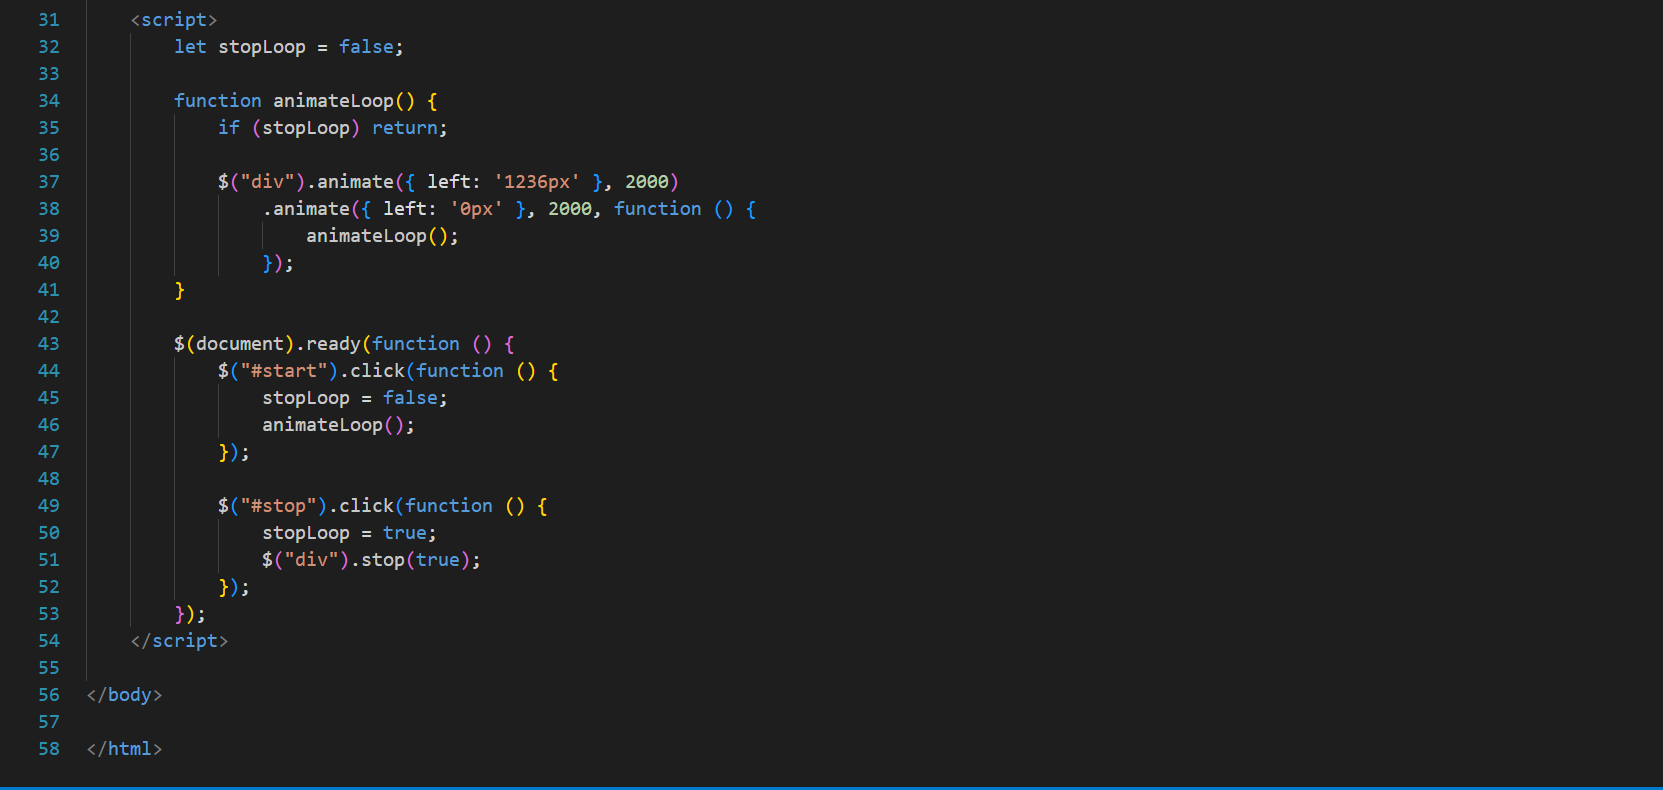 31 <script>
32 let stopLoop = false;
33
34 function animateLoop() {
35 if (stopLoop) return;
36
37 $("div").animate({ left: '1236px' }, 2000)
38 .animate({ left: '0px' }, 2000, function () {
39 animateLoop();
40 });
41 }
42
43 $(document).ready(function () {
44 $("#start").click(function () {
45 stopLoop = false;
46 animateLoop();
47 });
48
49 $("#stop").click(function () {
50 stopLoop = true;
51 $("div").stop(true);
52 });
53 });
54 </script>
55
56 </body>
57
58 </html>